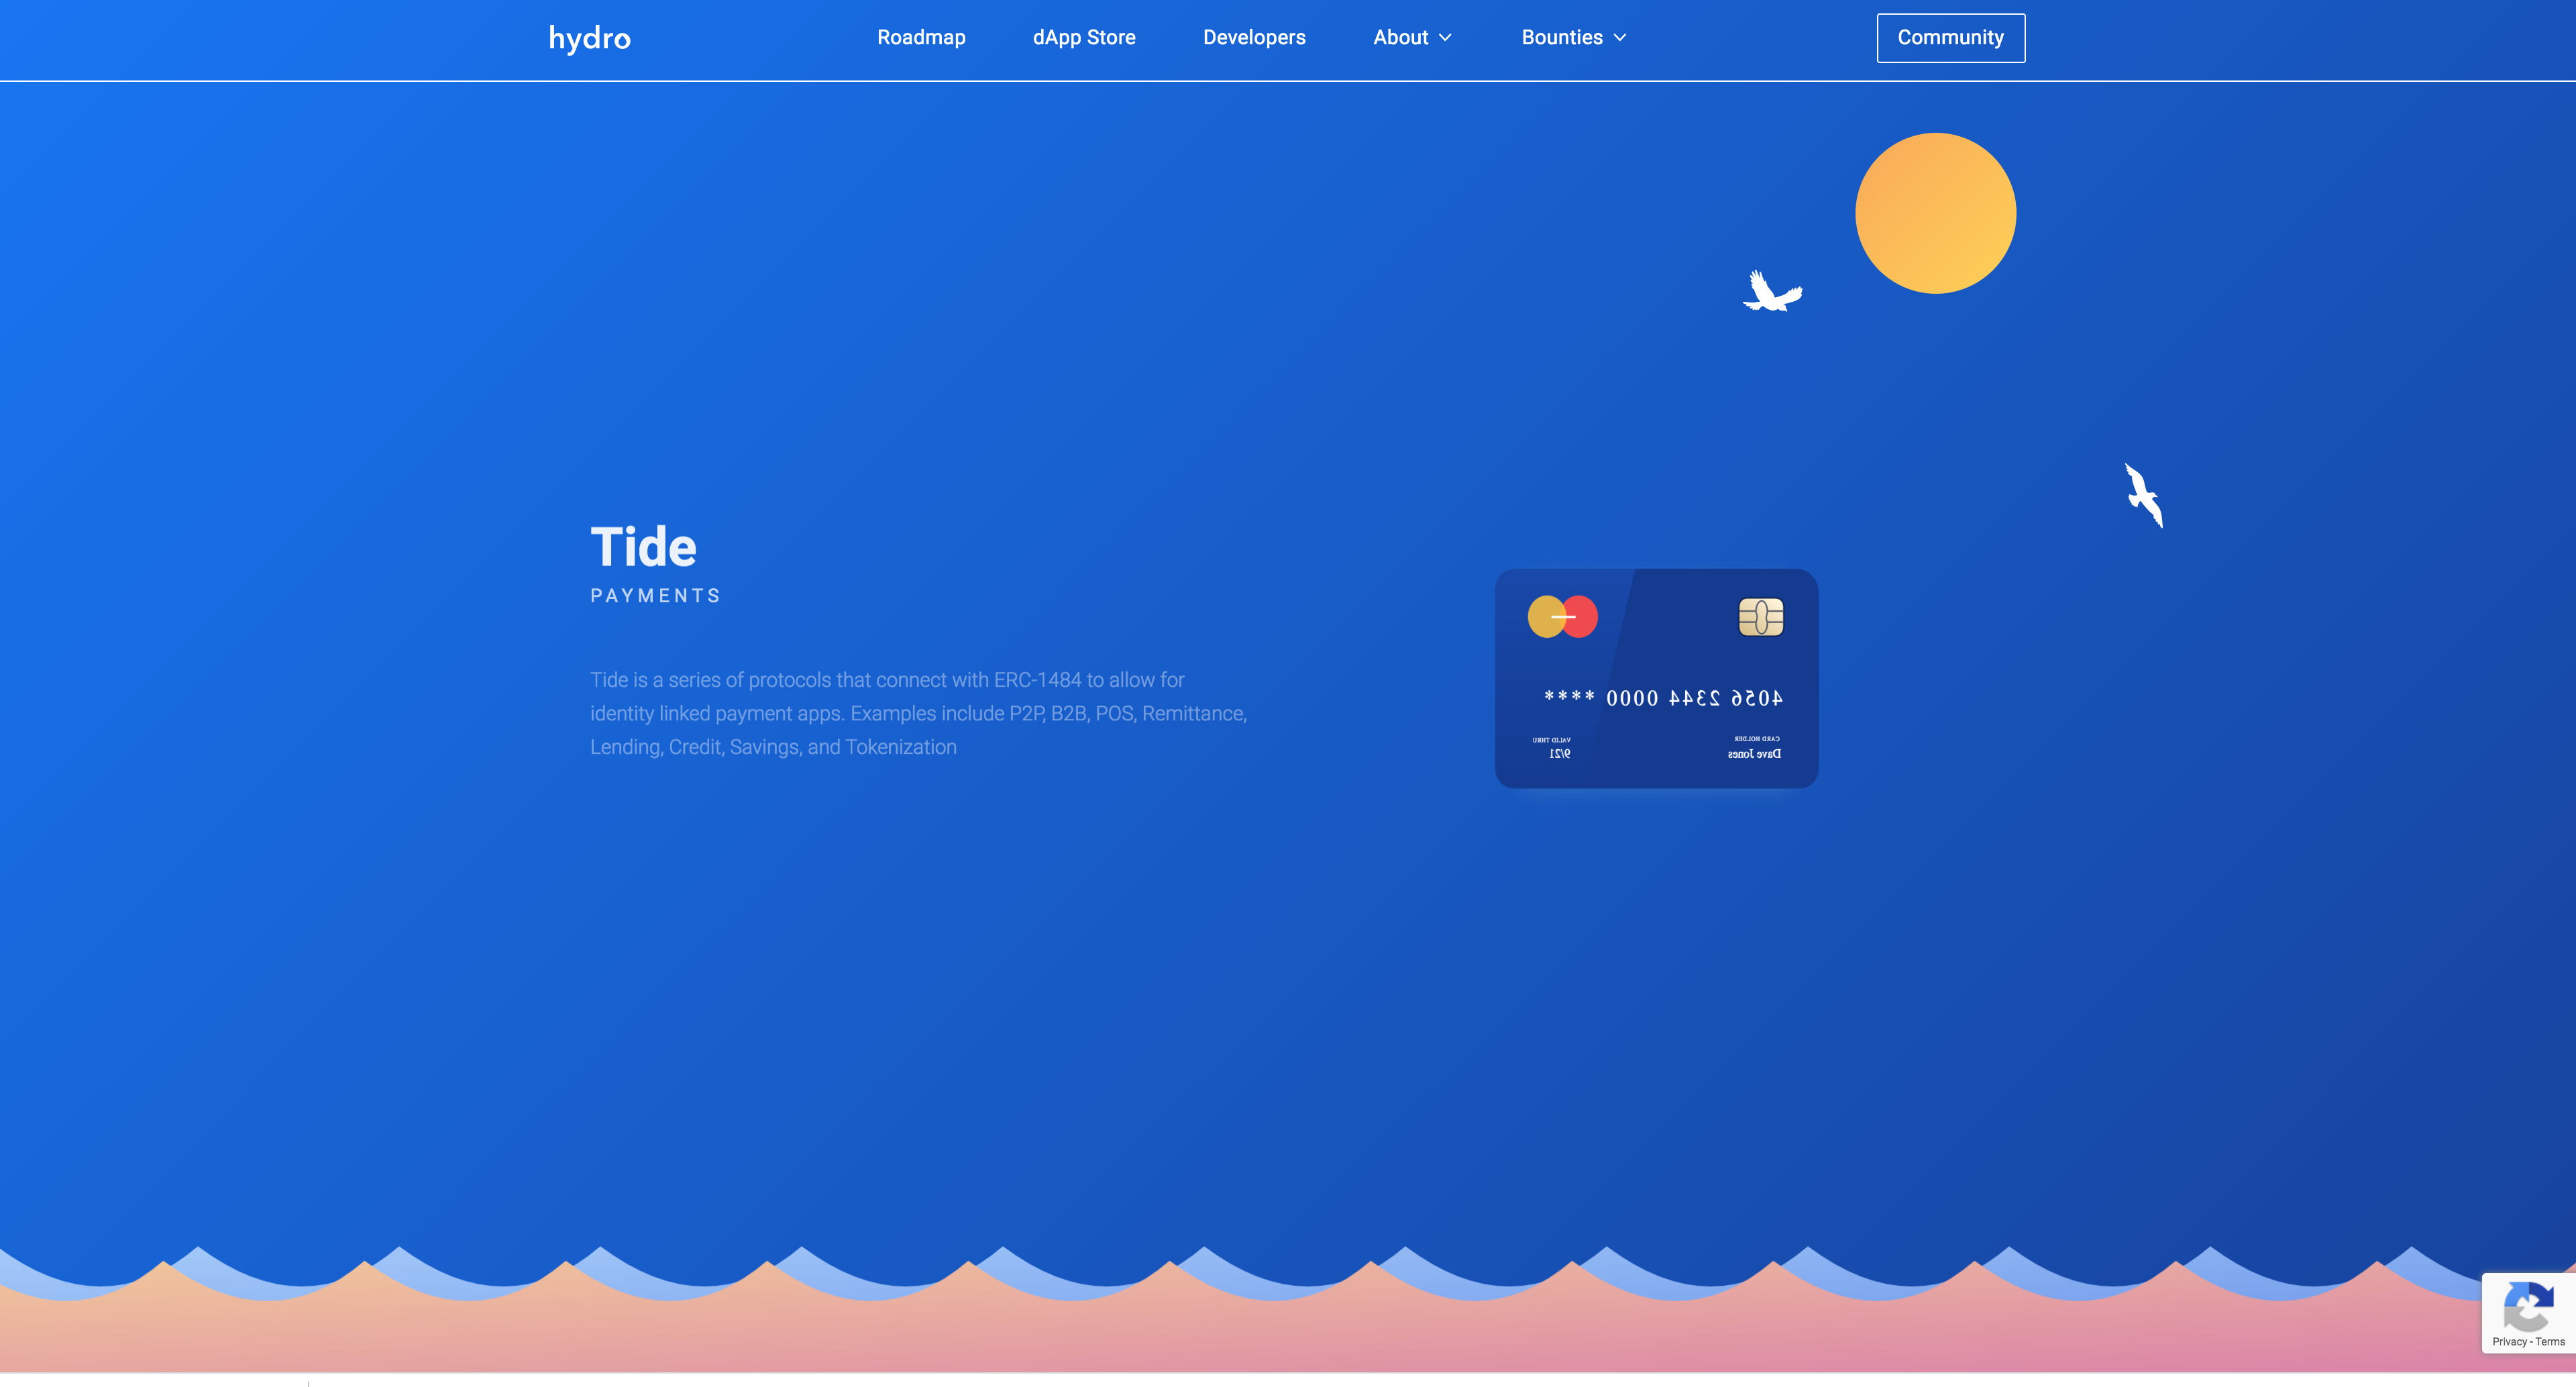 hydro
Roadmap
dApp Store
Developers
About
Bounties
Community
Tide
PAYMENTS
Tide is a series of protocols that connect with ERC-1484 to allow for
identity linked payment apps. Examples include P2P, B2B, POS, Remittance,
Lending, Credit, Savings, and Tokenization
4056 2344 0000 ****
CARD HOLDER
Dave Jones
VALID THRU
9/21
Privacy - Terms